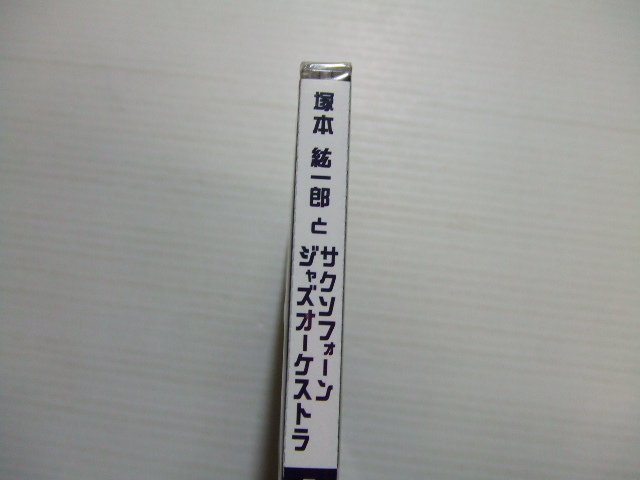 塚本 紘一郎 と
サクソフォーン
ジャズオーケストラ